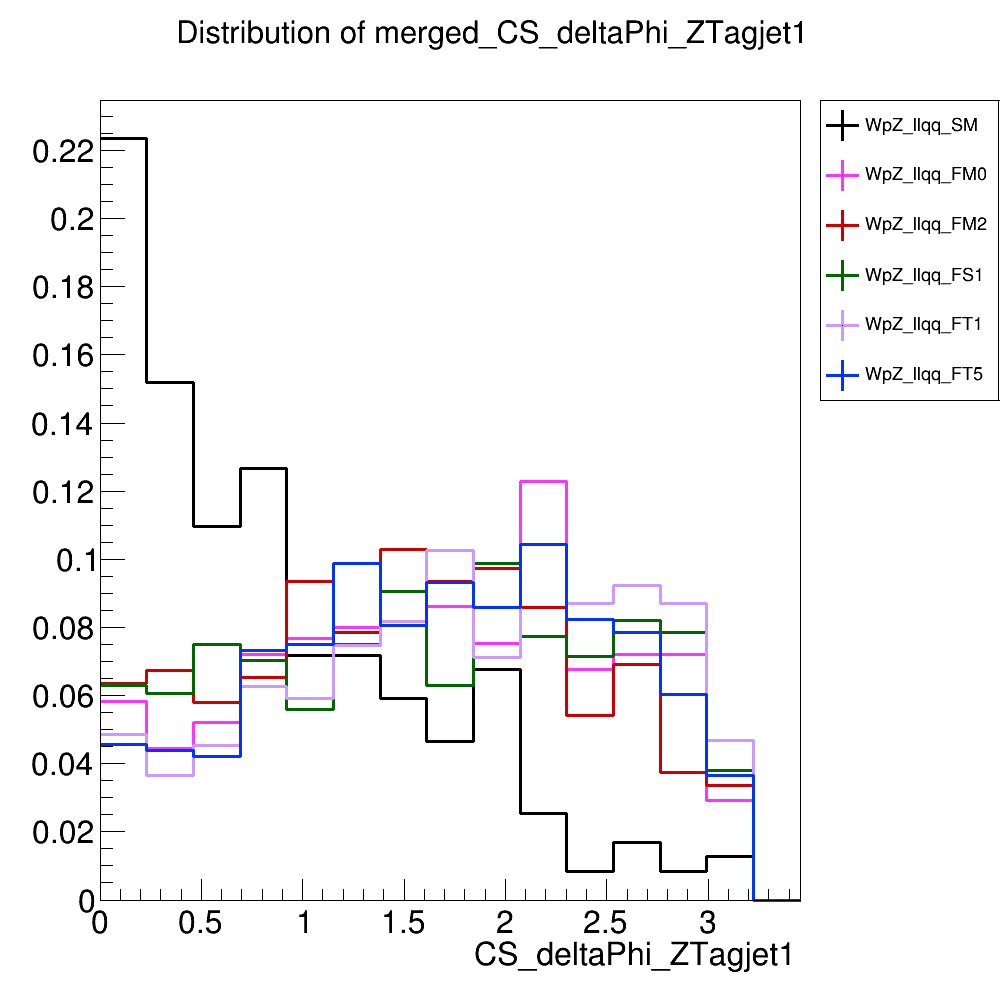 Distribution of merged_CS_deltaPhi_ZTagjet1
WpZ_llqq_SM
WpZ_llqq_FM0
WpZ_llqq_FM2
WpZ_llqq_FS1
WpZ_llqq_FT1
WpZ_llqq_FT5
0.22
0.2
0.18
0.16
0.14
0.12
0.1
0.08
0.06
0.04
0.02
0
0 0.5 1 1.5 2 2.5 3
CS_deltaPhi_ZTagjet1